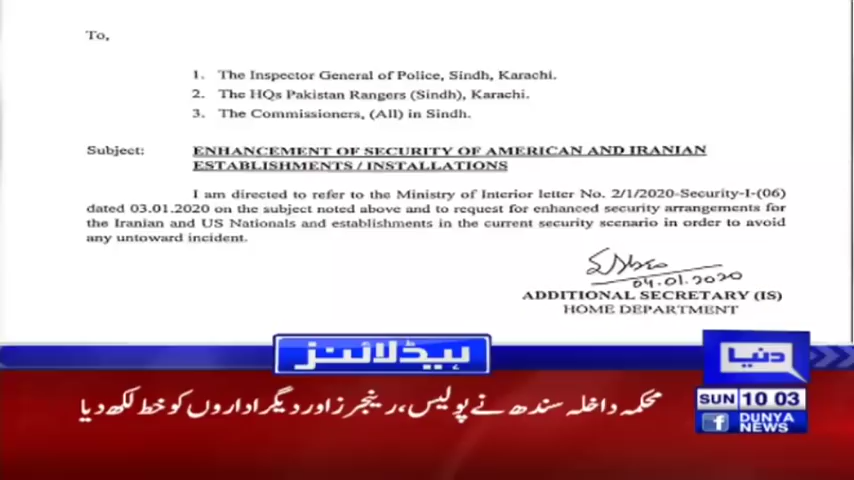 To,
1. The Inspector General of Police, Sindh, Karachi.
2. The HQs Pakistan Rangers (Sindh), Karachi.
3. The Commissioners, (All) in Sindh.
Subject: ENHANCEMENT OF SECURITY OF AMERICAN AND IRANIAN
ESTABLISHMENTS / INSTALLATIONS
I am directed to refer to the Ministry of Interior letter No. 2/1/2020-Security-I-(06)
dated 03.01.2020 on the subject noted above and to request for enhanced security arrangements for
the Iranian and US Nationals and establishments in the current security scenario in order to avoid
any untoward incident.
04.01.2020
ADDITIONAL SECRETARY (IS)
HOME DEPARTMENT
ہیڈلائنز
دنیا
محکمہ داخلہ سندھ نے پولیس، رینجرز اور دیگر اداروں کو خط لکھ دیا
SUN 10 03
f DUNYA
NEWS